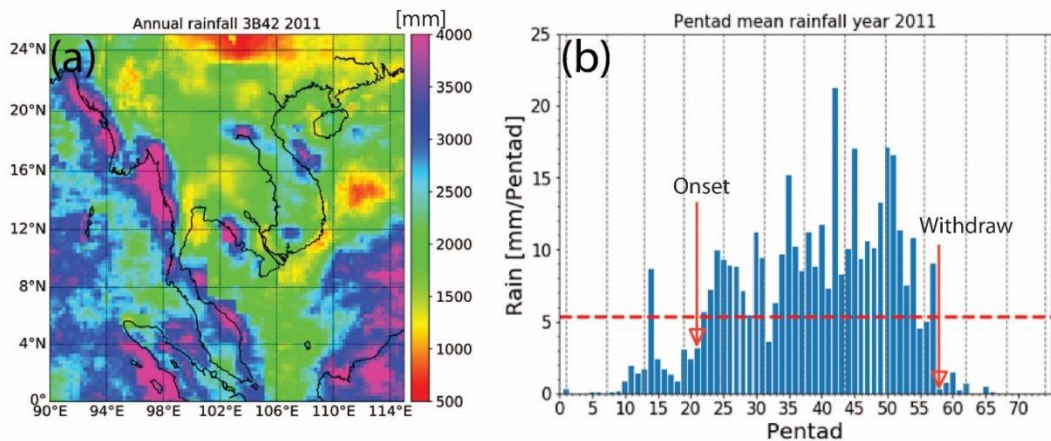 Annual rainfall 3B42 2011
[mm]
(a)
24°N
20°N
16°N
12°N
8°N
4°N
0°
90°E 94°E 98°E 102°E 106°E 110°E 114°E
4000
3500
3000
2500
2000
1500
1000
500
Pentad mean rainfall year 2011
(b)
Rain [mm/Pentad]
25
20
15
10
5
0
Onset
Withdraw
0 5 10 15 20 25 30 35 40 45 50 55 60 65 70
Pentad